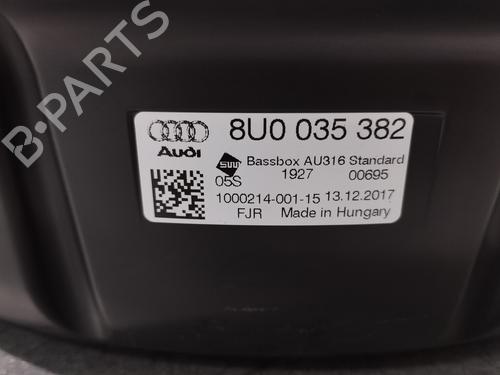 B-PARTS
8U0 035 382
Audi
SW Bassbox AU316 Standard
05S 1927 00695
1000214-001-15 13.12.2017
FJR Made in Hungary